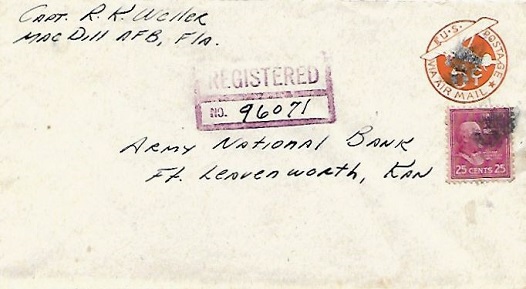 Capt. R. K. Weller
MacDill AFB, Fla.
U.S. POSTAGE
VIA AIR MAIL
REGISTERED
NO. 96071
Army National Bank
Ft. Leavenworth, Kan
25 CENTS 25